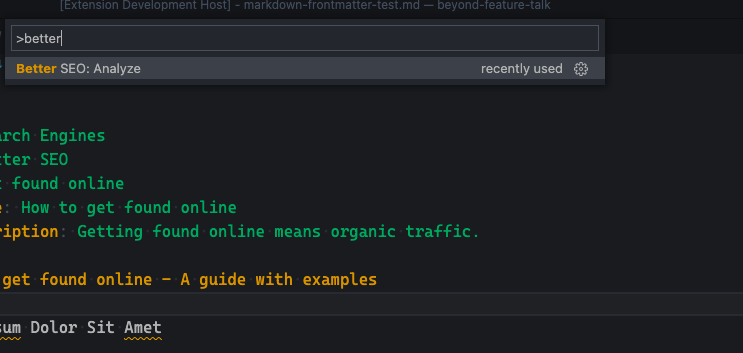 [Extension Development Host] - markdown-frontmatter-test.md — beyond-feature-talk
>better
Better SEO: Analyze recently used
arch Engines
tter SEO
found online
: How to get found online
ription: Getting found online means organic traffic.
get found online – A guide with examples
sum Dolor Sit Amet